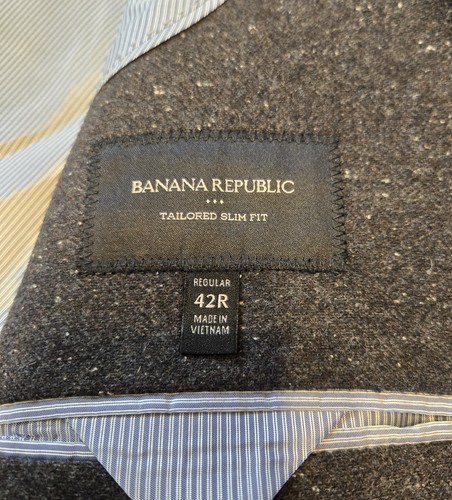 BANANA REPUBLIC
TAILORED SLIM FIT
REGULAR
42R
MADE IN
VIETNAM